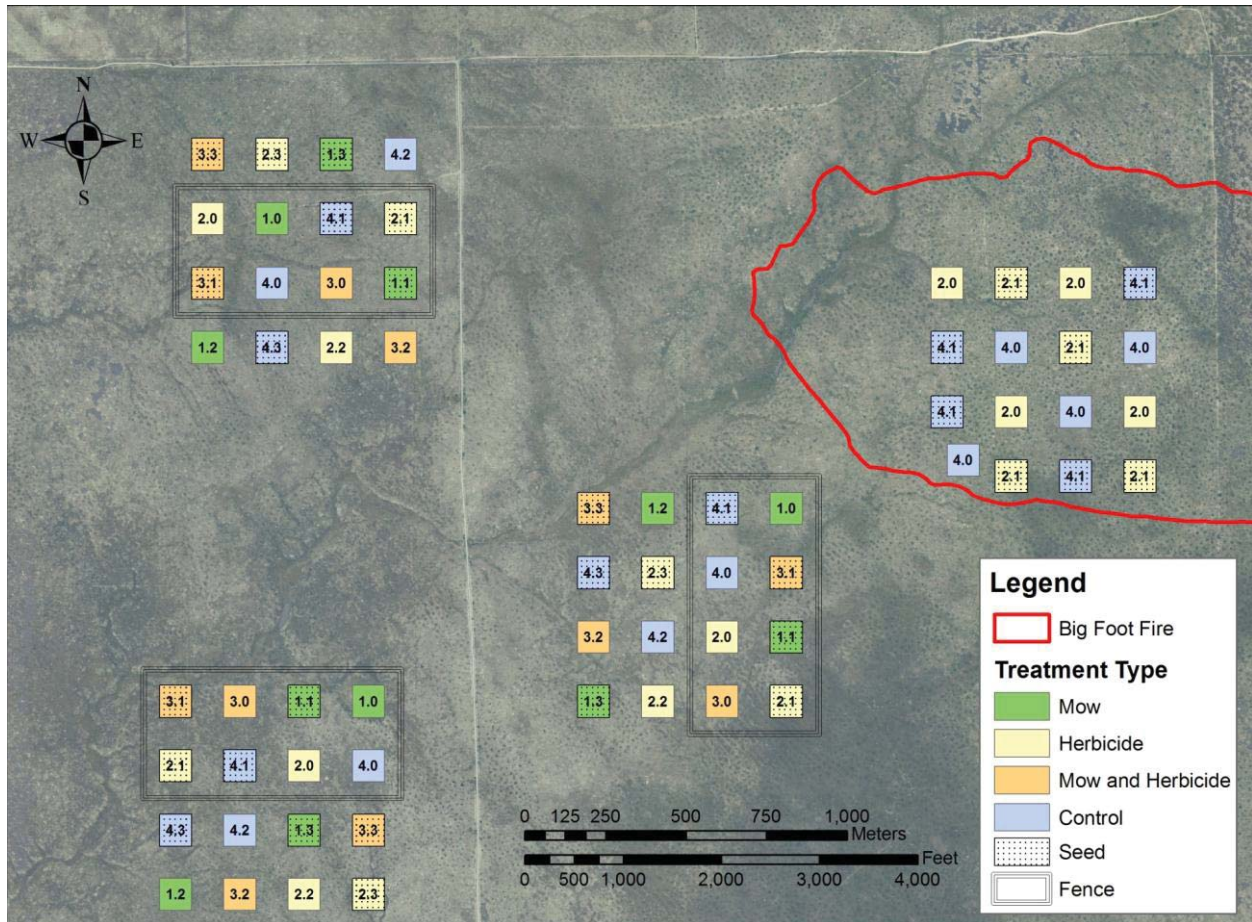 N
W E
S
3.3 2.3 1.3 4.2
2.0 1.0 4.1 2.1
3.1 4.0 3.0 1.1
1.2 4.3 2.2 3.2
2.0 2.1 2.0 4.1
4.1 4.0 2.1 4.0
4.1 2.0 4.0 2.0
4.0 2.1 4.1 2.1
3.3 1.2 4.1 1.0
4.3 2.3 4.0 3.1
3.2 4.2 2.0 1.1
1.3 2.2 3.0 2.1
3.1 3.0 1.1 1.0
2.1 4.1 2.0 4.0
4.3 4.2 1.3 3.3
1.2 3.2 2.2 2.3
0 125 250 500 750 1,000
Meters
Feet
0 500 1,000 2,000 3,000 4,000
Legend
Big Foot Fire
Treatment Type
Mow
Herbicide
Mow and Herbicide
Control
Seed
Fence